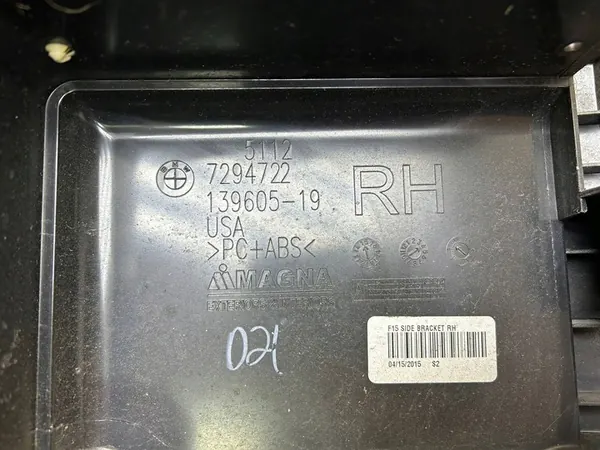 5112
7294722
139605-19
USA
>PC+ABS<
MAGNA
RH
021
F15 SIDE BRACKET RH
04/15/2015 S2